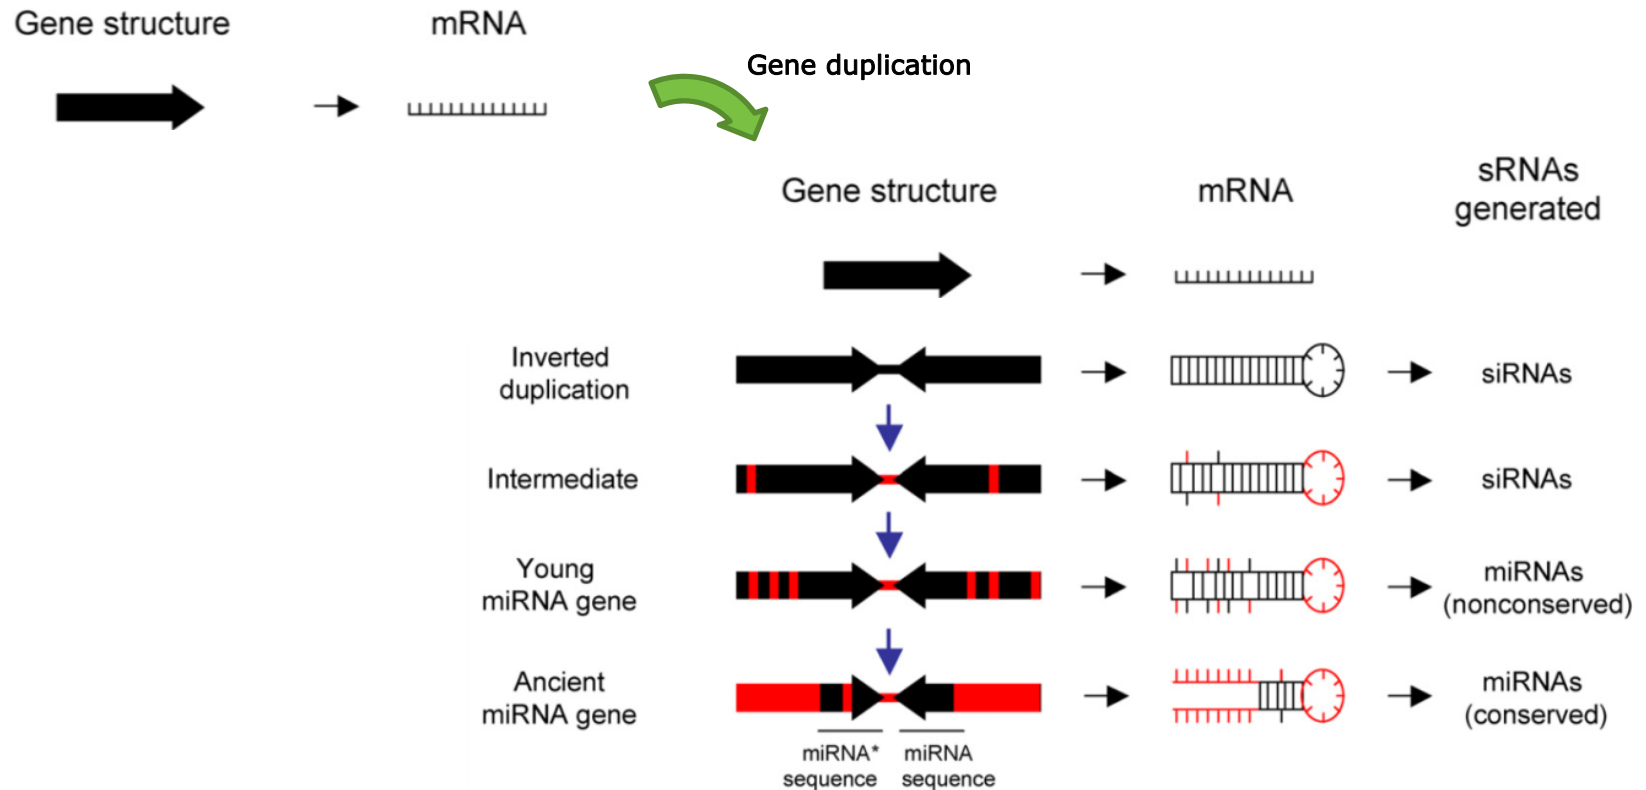 Gene structure
mRNA
Gene duplication
Gene structure
mRNA
sRNAs
generated
Inverted
duplication
siRNAs
Intermediate
siRNAs
Young
miRNA gene
miRNAs
(nonconserved)
Ancient
miRNA gene
miRNAs
(conserved)
miRNA*
sequence
miRNA
sequence